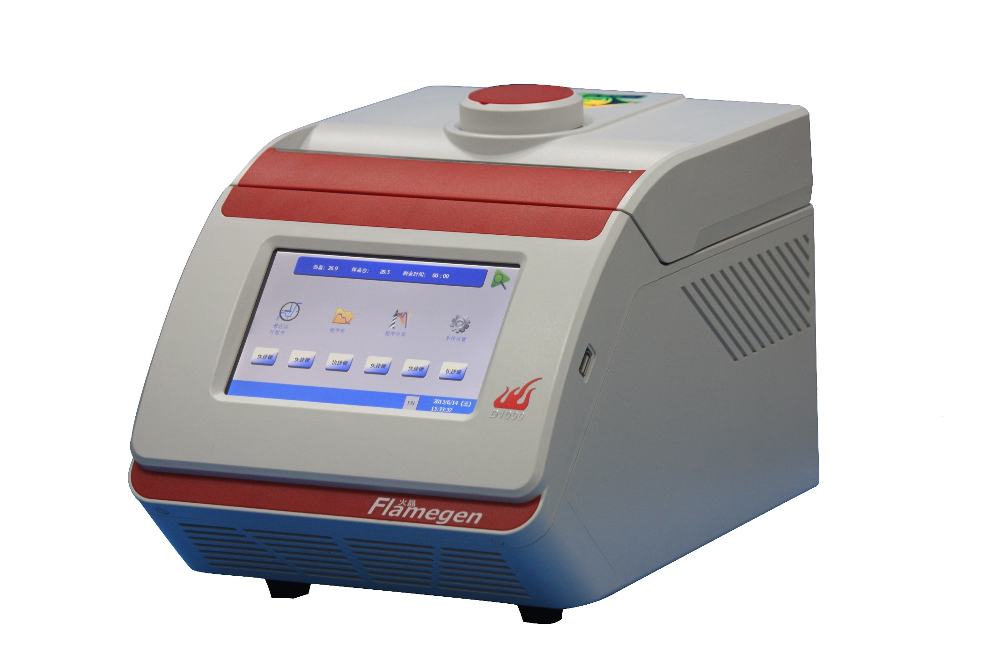 热盖: 26.9 样品台: 28.5 剩余时间: 00 : 00
最近运
行程序
程序库
程序向导
系统设置
快捷键 快捷键 快捷键 快捷键 快捷键 快捷键
EN
2013/6/14 (五)
15:33:37
D1000
火晶
Flamegen